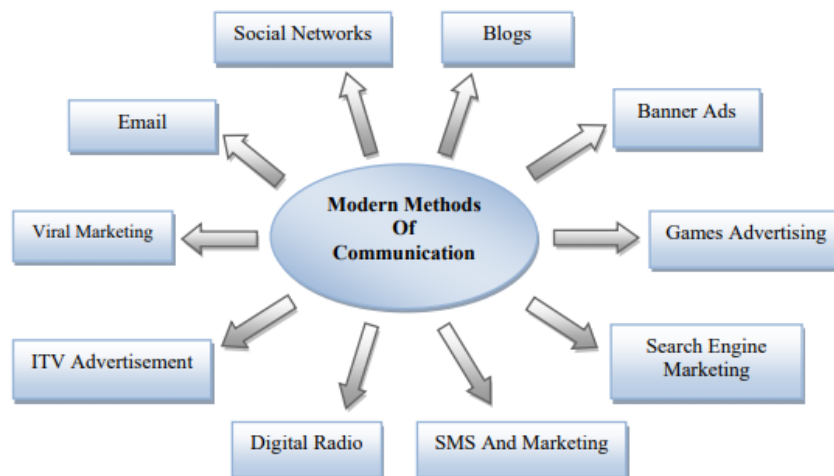 Social Networks
Blogs
Email
Banner Ads
Modern Methods
Of
Communication
Viral Marketing
Games Advertising
ITV Advertisement
Search Engine
Marketing
Digital Radio
SMS And Marketing